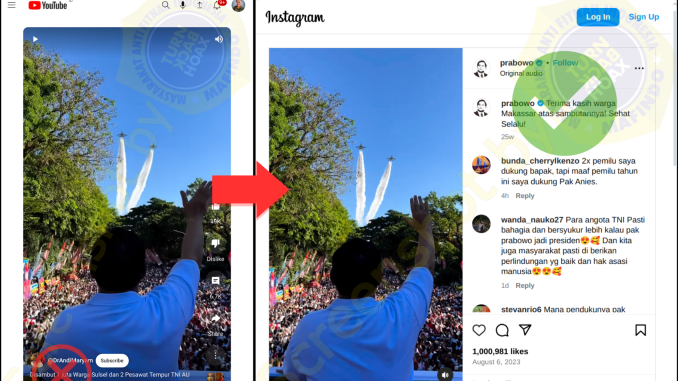 YouTube
9+
15K
Dislike
Share
@DrAndiMaryam
Subscribe
Disambut 1 Juta Warga Sulsel dan 2 Pesawat Tempur TNI AU
Instagram
Log In
Sign Up
prabowo • Follow
Original audio
prabowo Terima kasih warga
Makassar atas sambutannya! Sehat
Selalu!
25w
bunda_cherrylkenzo 2x pemilu saya
dukung bapak, tapi maaf pemilu tahun
ini saya dukung Pak Anies.
4h Reply
wanda_nauko27 Para angota TNI Pasti
bahagia dan bersyukur lebih kalau pak
prabowo jadi presiden😍🥰 Dan kita
juga masyarakat pasti di berikan
perlindungan yg baik dan hak asasi
manusia😍😍🥰
1d Reply
stevanrio6 Mana pendukunya pak
1,000,981 likes
August 6, 2023
TURN
BACK
HOAX
MASYARAKAT ANTI FITNAH
MAFINDO